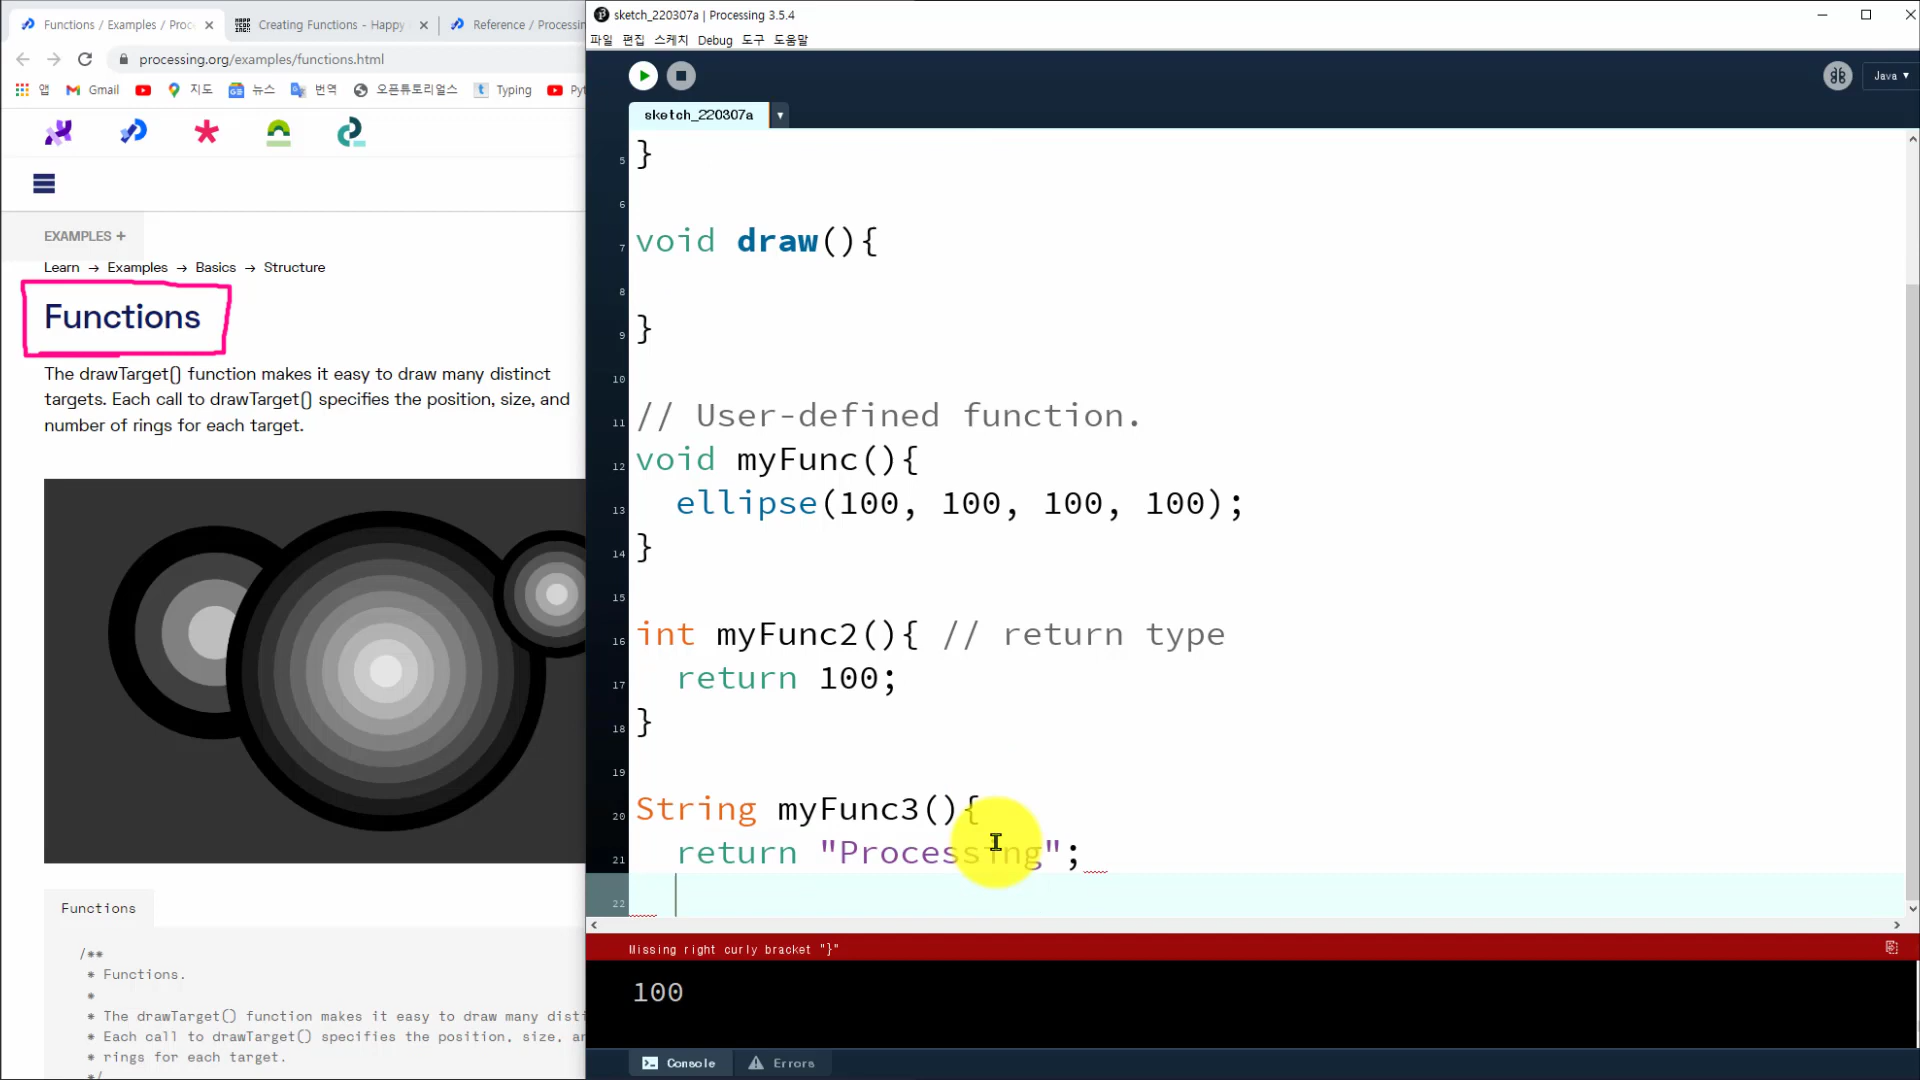 Functions / Examples / Proc
Creating Functions - Happy
Reference / Processin
processing.org/examples/functions.html
앱
Gmail
지도
뉴스
번역
오픈튜토리얼스
Typing
EXAMPLES +
Learn → Examples → Basics → Structure
Functions
The drawTarget() function makes it easy to draw many distinct
targets. Each call to drawTarget() specifies the position, size, and
number of rings for each target.
Functions
/**
* Functions.
*
* The drawTarget() function makes it easy to draw many disti
* Each call to drawTarget() specifies the position, size, an
* rings for each target.
*/
sketch_220307a | Processing 3.5.4
파일 편집 스케치 Debug 도구 도움말
Java ▾
sketch_220307a
5 }
6
7 void draw(){
8
9 }
10
11 // User-defined function.
12 void myFunc(){
13 ellipse(100, 100, 100, 100);
14 }
15
16 int myFunc2(){ // return type
17 return 100;
18 }
19
20 String myFunc3(){
21 return "Processing";
22
Missing right curly bracket "}"
100
Console
Errors